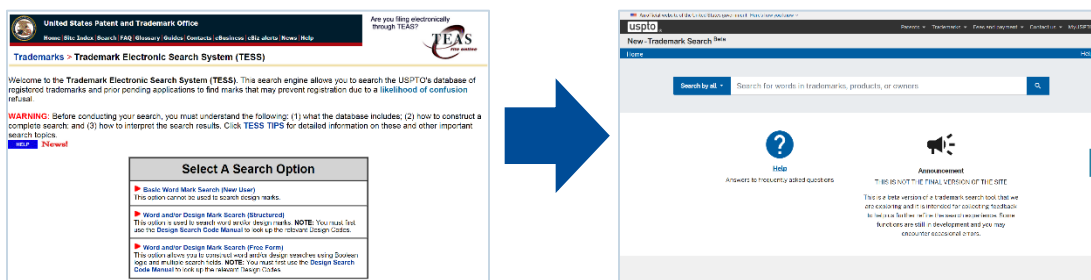 United States Patent and Trademark Office
Home|Site Index|Search|FAQ|Glossary|Guides|Contacts|eBusiness|eBiz alerts|News|Help
Are you filing electronically
through TEAS?
TEAS
Trademarks > Trademark Electronic Search System (TESS)
Welcome to the Trademark Electronic Search System (TESS). This search engine allows you to search the USPTO's database of
registered trademarks and prior pending applications to find marks that may prevent registration due to a likelihood of confusion
refusal.
WARNING: Before conducting your search, you must understand the following: (1) what the database includes; (2) how to construct a
complete search; and (3) how to interpret the search results. Click TESS TIPS for detailed information on these and other important
search topics.
HELP News!
Select A Search Option
Basic Word Mark Search (New User)
This option cannot be used to search design marks.
Word and/or Design Mark Search (Structured)
This option is used to search word and/or design marks. NOTE: You must first
use the Design Search Code Manual to look up the relevant Design Codes.
Word and/or Design Mark Search (Free Form)
This option allows you to construct word and/or design searches using Boolean
logic and multiple search fields. NOTE: You must first use the Design Search
Code Manual to look up the relevant Design Codes.
An official website of the United States government
uspto
Patents Trademarks Fees and payment Contact us MyUSPTO
New - Trademark Search Beta
Home
Search by all
Search for words in trademarks, products, or owners
Help
Answers to frequently asked questions
Announcement
THIS IS NOT THE FINAL VERSION OF THE SITE
This is a beta version of a trademark search tool that we
are exploring and it is intended for collecting feedback
to help us further refine the search experience. Some
functions are still in development and you may
encounter occasional errors.